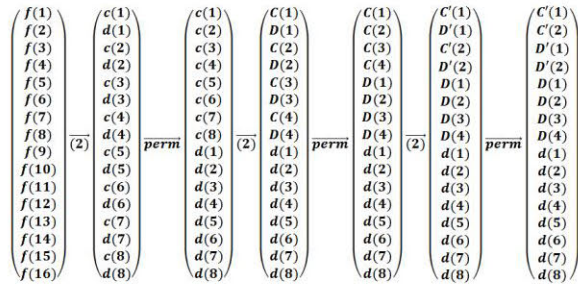 f(1) c(1) c(1) C(1) C(1) C′(1) C′(1)
f(2) d(1) c(2) D(1) C(2) D′(1) C′(2)
f(3) c(2) c(3) C(2) C(3) C′(2) D′(1)
f(4) d(2) c(4) D(2) C(4) D′(2) D′(2)
f(5) c(3) c(5) C(3) D(1) D(1) D(1)
f(6) d(3) c(6) D(3) D(2) D(2) D(2)
f(7) c(4) c(7) C(4) D(3) D(3) D(3)
f(8) d(4) c(8) D(4) D(4) D(4) D(4)
(2) perm (2) perm (2) perm
f(9) c(5) d(1) d(1) d(1) d(1) d(1)
f(10) d(5) d(2) d(2) d(2) d(2) d(2)
f(11) c(6) d(3) d(3) d(3) d(3) d(3)
f(12) d(6) d(4) d(4) d(4) d(4) d(4)
f(13) c(7) d(5) d(5) d(5) d(5) d(5)
f(14) d(7) d(6) d(6) d(6) d(6) d(6)
f(15) c(8) d(7) d(7) d(7) d(7) d(7)
f(16) d(8) d(8) d(8) d(8) d(8) d(8)